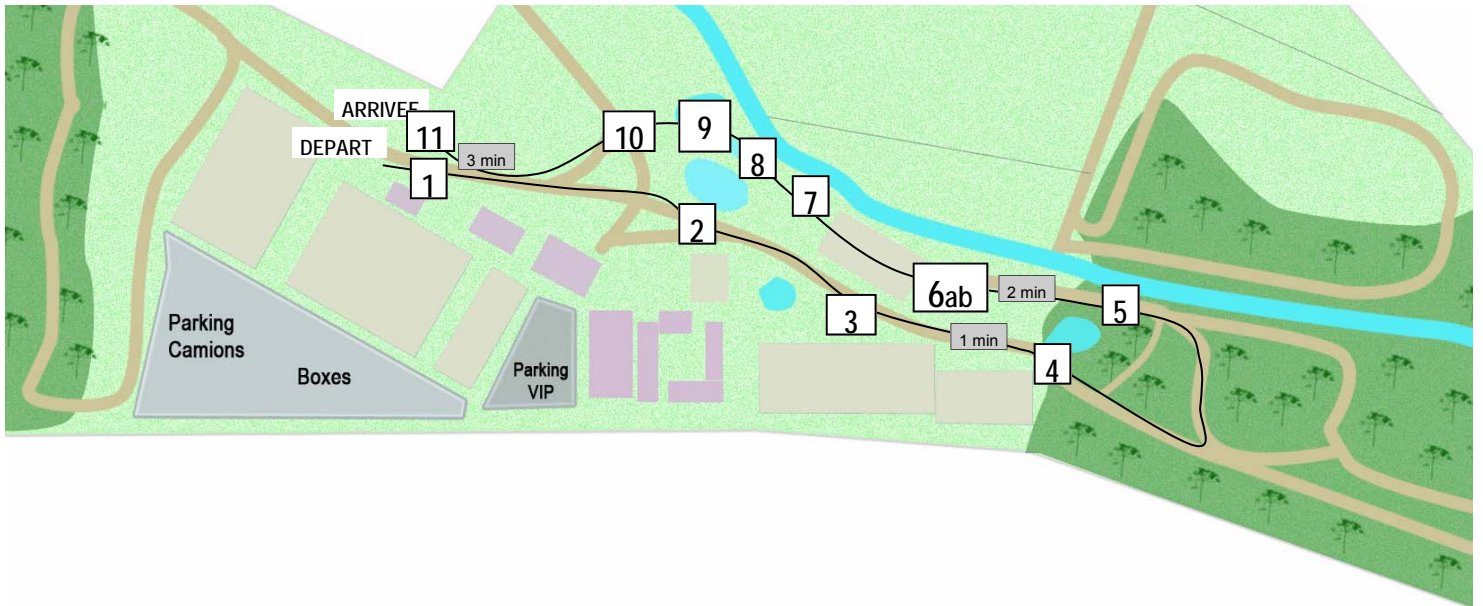 ARRIVEE
11
DEPART
3 min
1
10
9
8
7
2
6ab
2 min
5
3
1 min
4
Parking
Camions
Boxes
Parking
VIP